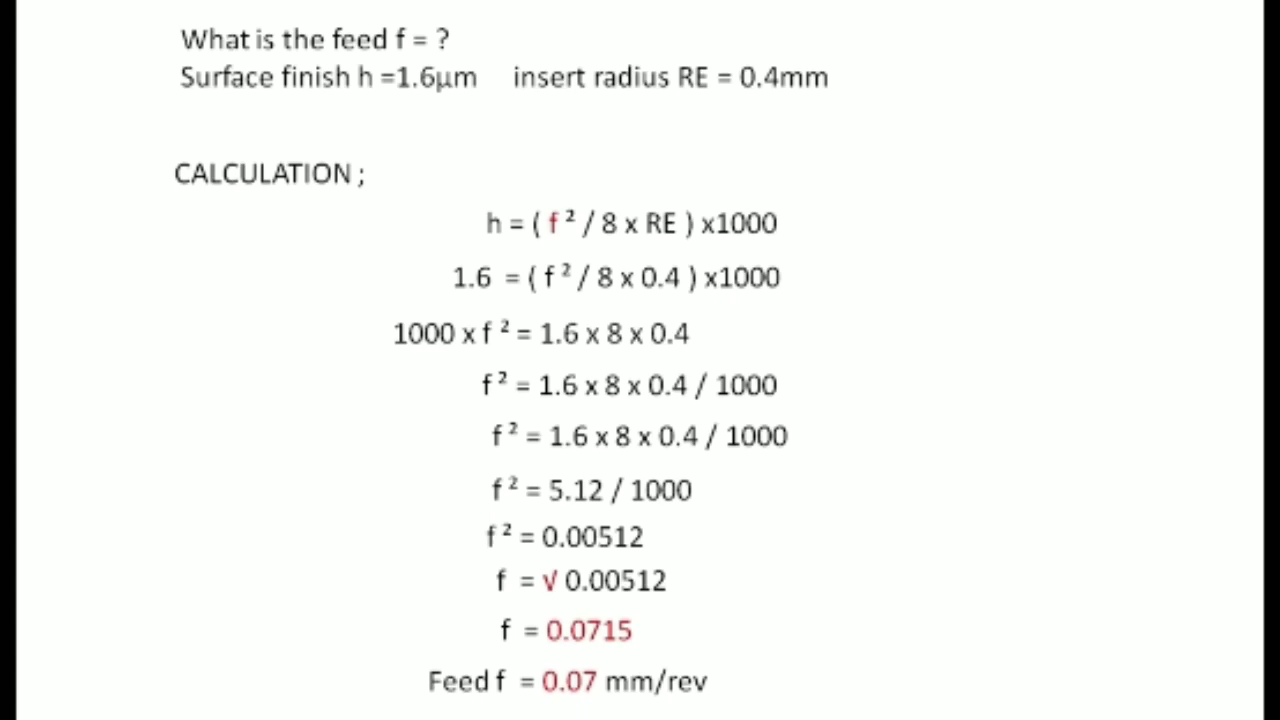 What is the feed f = ?
Surface finish h =1.6µm insert radius RE = 0.4mm
CALCULATION ;
h = ( f ² / 8 x RE ) x1000
1.6 = ( f ² / 8 x 0.4 ) x1000
1000 x f ² = 1.6 x 8 x 0.4
f ² = 1.6 x 8 x 0.4 / 1000
f ² = 1.6 x 8 x 0.4 / 1000
f ² = 5.12 / 1000
f ² = 0.00512
f = √ 0.00512
f = 0.0715
Feed f = 0.07 mm/rev